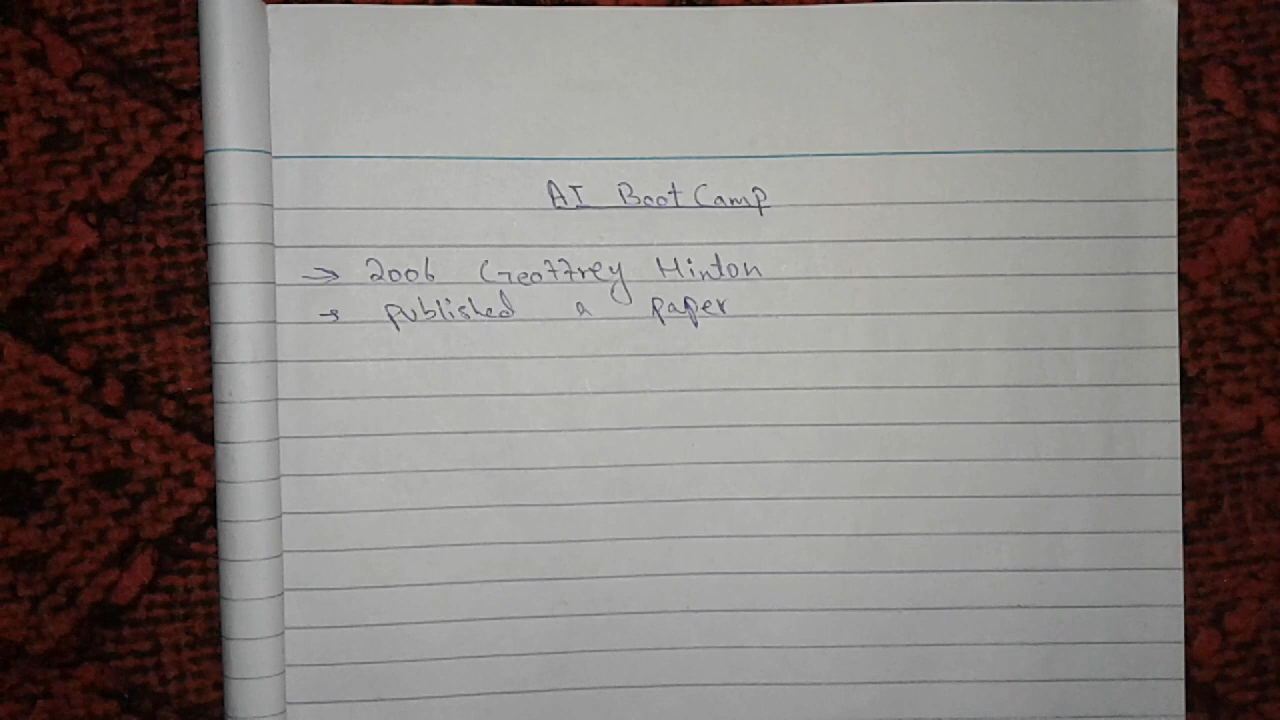 AI Boot Camp
→ 2006 Geoffrey Hinton
→ published a paper